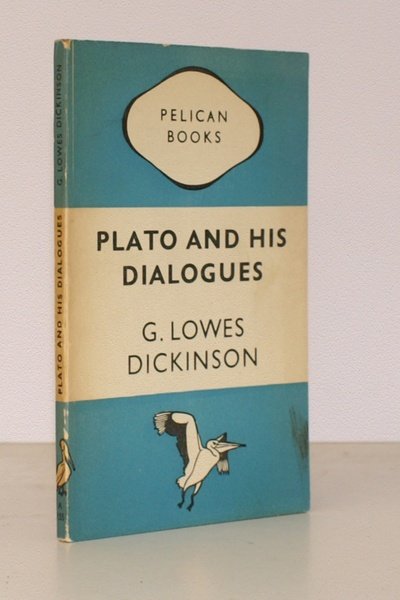 PELICAN
BOOKS
PLATO AND HIS
DIALOGUES
G. LOWES
DICKINSON
G. LOWES DICKINSON
PLATO AND HIS DIALOGUES